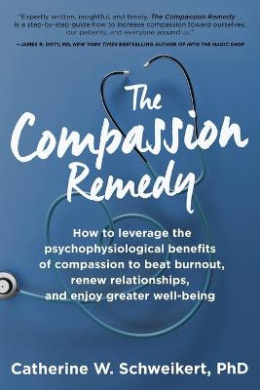 "Expertly written, insightful, and timely, The Compassion Remedy
is a step-by-step guide how to increase compassion toward ourselves,
our patients, and everyone around us."
—JAMES R. DOTY, MD, NEW YORK TIMES BESTSELLING AUTHOR OF INTO THE MAGIC SHOP
The
Compassion
Remedy
How to leverage the
psychophysiological benefits
of compassion to beat burnout,
renew relationships,
and enjoy greater well-being
Catherine W. Schweikert, PhD